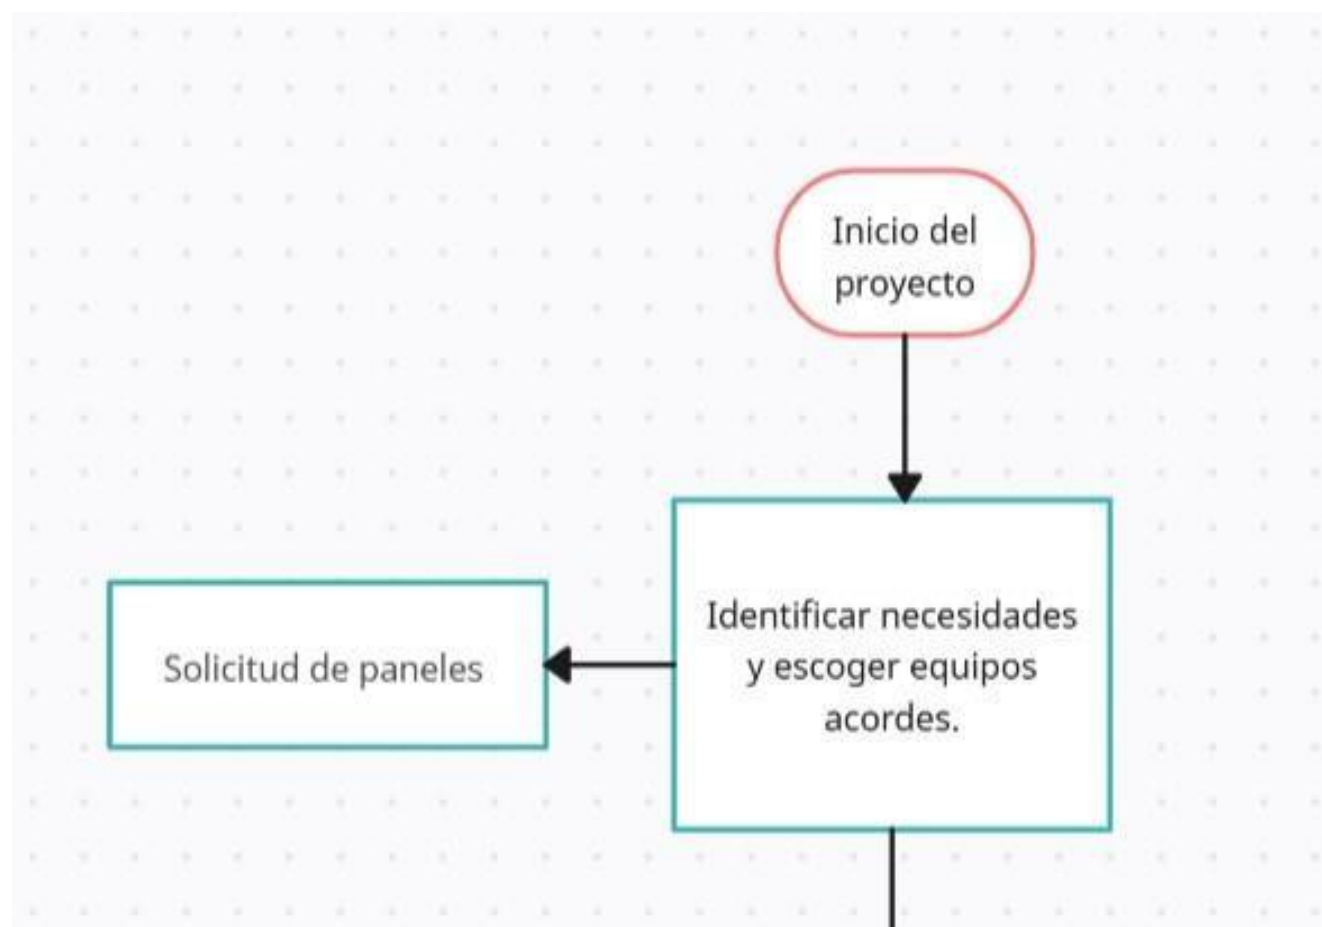 Inicio del
proyecto
Identificar necesidades
y escoger equipos
acordes.
Solicitud de paneles